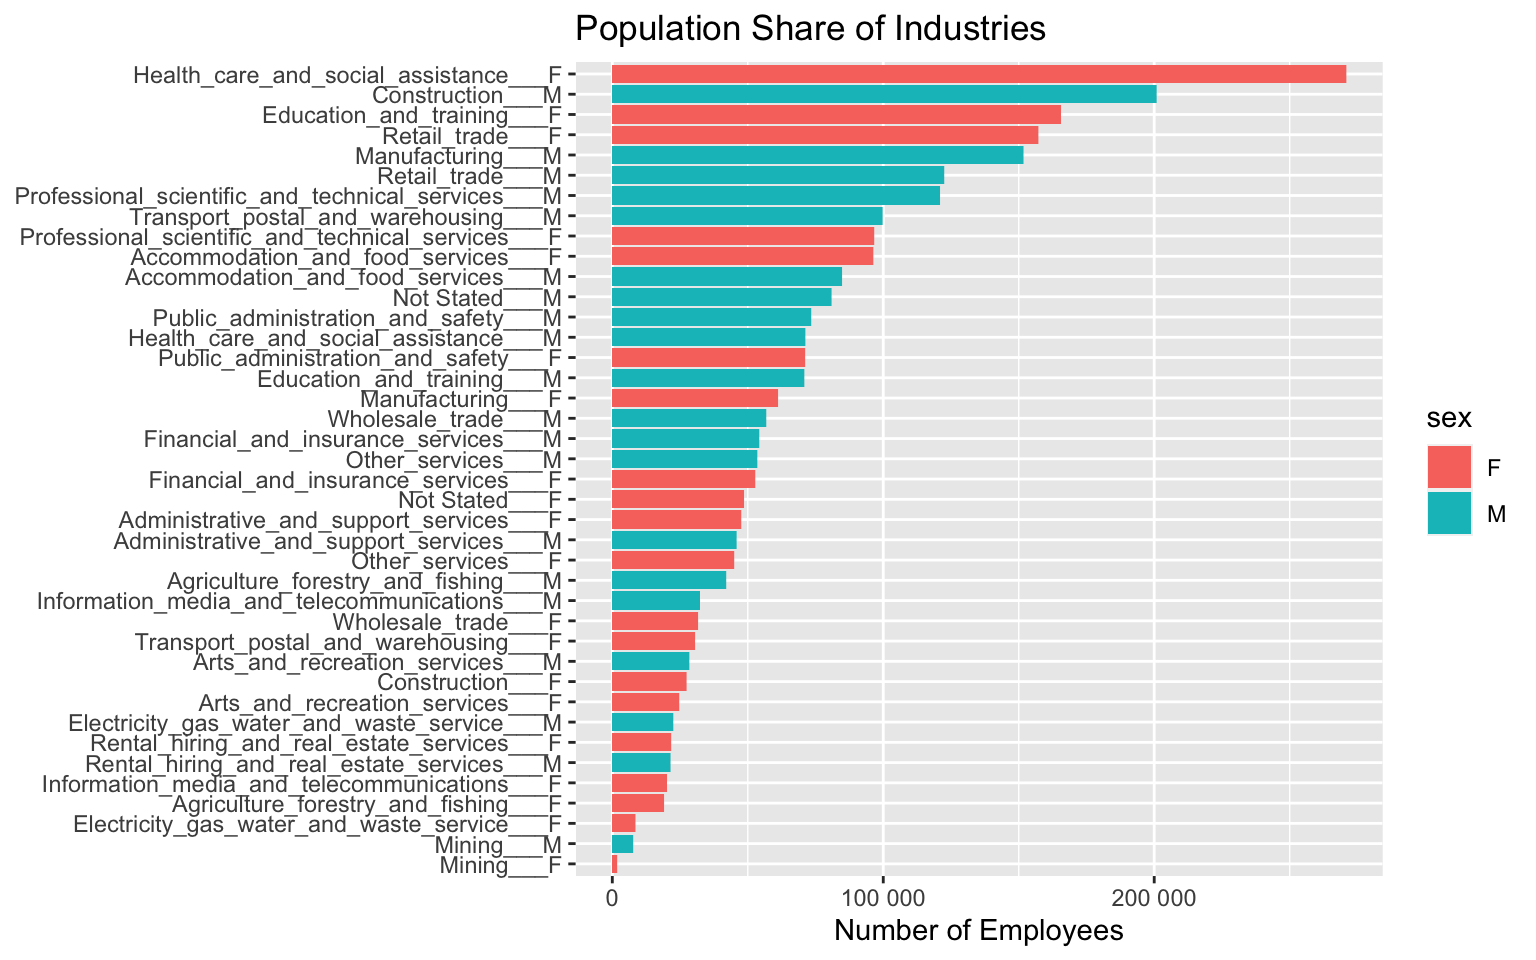 Population Share of Industries
Health_care_and_social_assistance___F
Construction___M
Education_and_training___F
Retail_trade___F
Manufacturing___M
Retail_trade___M
Professional_scientific_and_technical_services___M
Transport_postal_and_warehousing___M
Professional_scientific_and_technical_services___F
Accommodation_and_food_services___F
Accommodation_and_food_services___M
Not Stated___M
Public_administration_and_safety___M
Health_care_and_social_assistance___M
Public_administration_and_safety___F
Education_and_training___M
Manufacturing___F
Wholesale_trade___M
Financial_and_insurance_services___M
Other_services___M
Financial_and_insurance_services___F
Not Stated___F
Administrative_and_support_services___F
Administrative_and_support_services___M
Other_services___F
Agriculture_forestry_and_fishing___M
Information_media_and_telecommunications___M
Wholesale_trade___F
Transport_postal_and_warehousing___F
Arts_and_recreation_services___M
Construction___F
Arts_and_recreation_services___F
Electricity_gas_water_and_waste_service___M
Rental_hiring_and_real_estate_services___F
Rental_hiring_and_real_estate_services___M
Information_media_and_telecommunications___F
Agriculture_forestry_and_fishing___F
Electricity_gas_water_and_waste_service___F
Mining___M
Mining___F
0 100 000 200 000
Number of Employees
sex
F
M